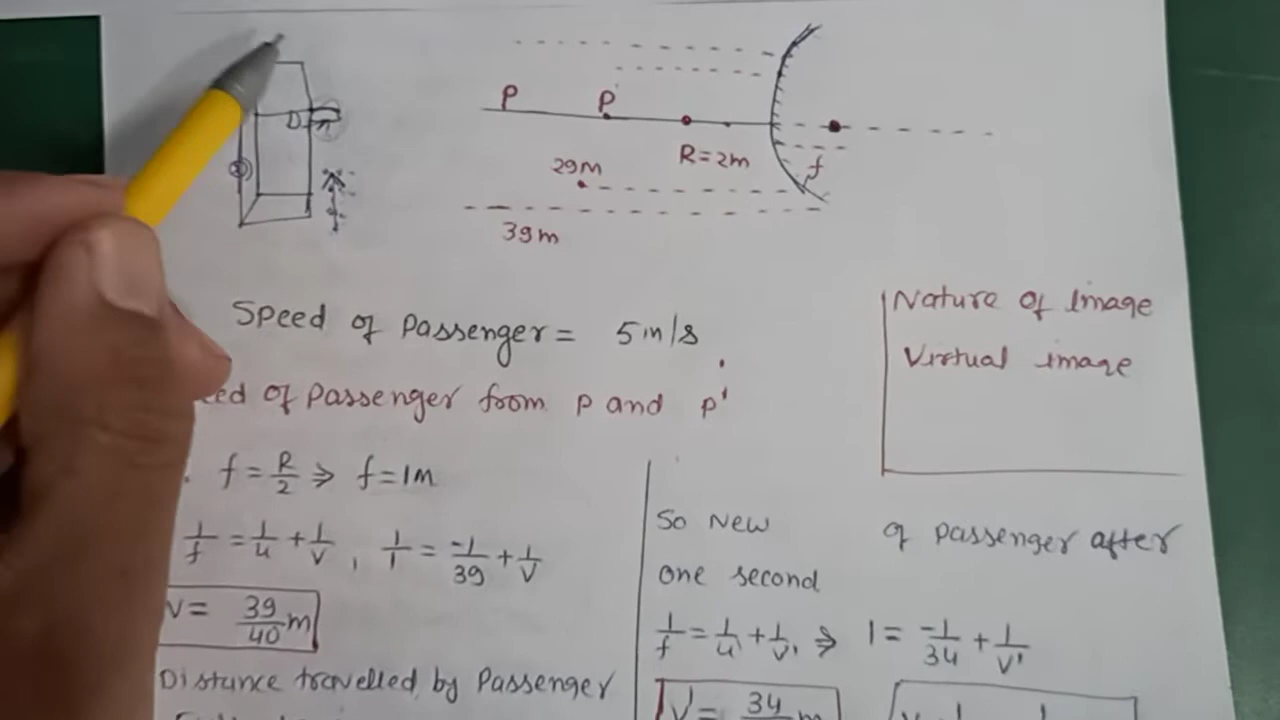 P P'
R=2m
f
29M
39m
Speed of Passenger = 5m/s
of Passenger from P and P'
f = R/2 ⇒ f=1m
1/f = 1/u + 1/v , 1/1 = -1/39 + 1/v
V = 39/40 m
Distance travelled by Passenger
Nature of Image
Virtual image
So New of passenger after
one second
1/f = 1/u' + 1/v' ⇒ 1 = -1/34 + 1/v'
V' = 34 m